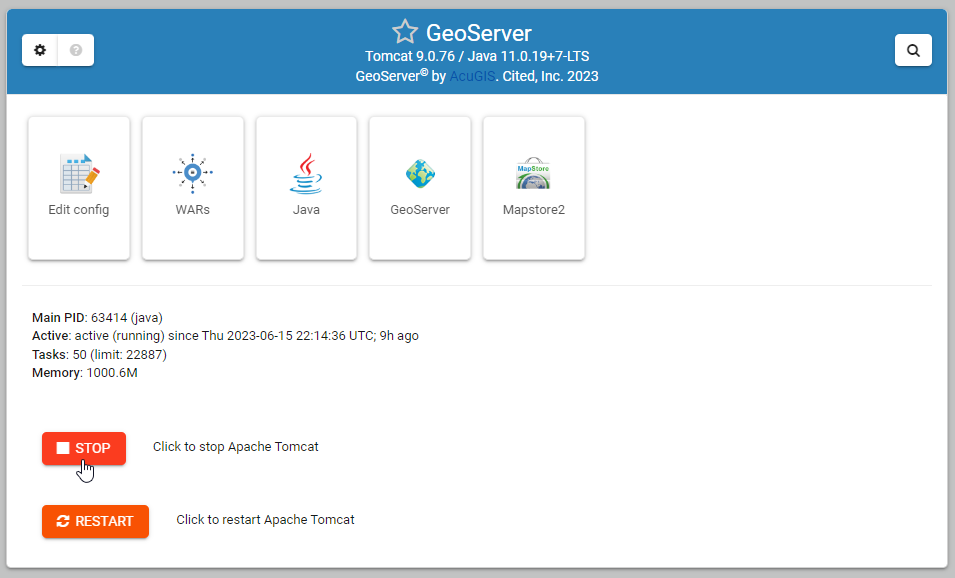 GeoServer
Tomcat 9.0.76 / Java 11.0.19+7-LTS
GeoServer© by AcuGIS. Cited, Inc. 2023
Edit config
WARs
Java
GeoServer
MapStore
Mapstore2
Main PID: 63414 (java)
Active: active (running) since Thu 2023-06-15 22:14:36 UTC; 9h ago
Tasks: 50 (limit: 22887)
Memory: 1000.6M
STOP Click to stop Apache Tomcat
RESTART Click to restart Apache Tomcat